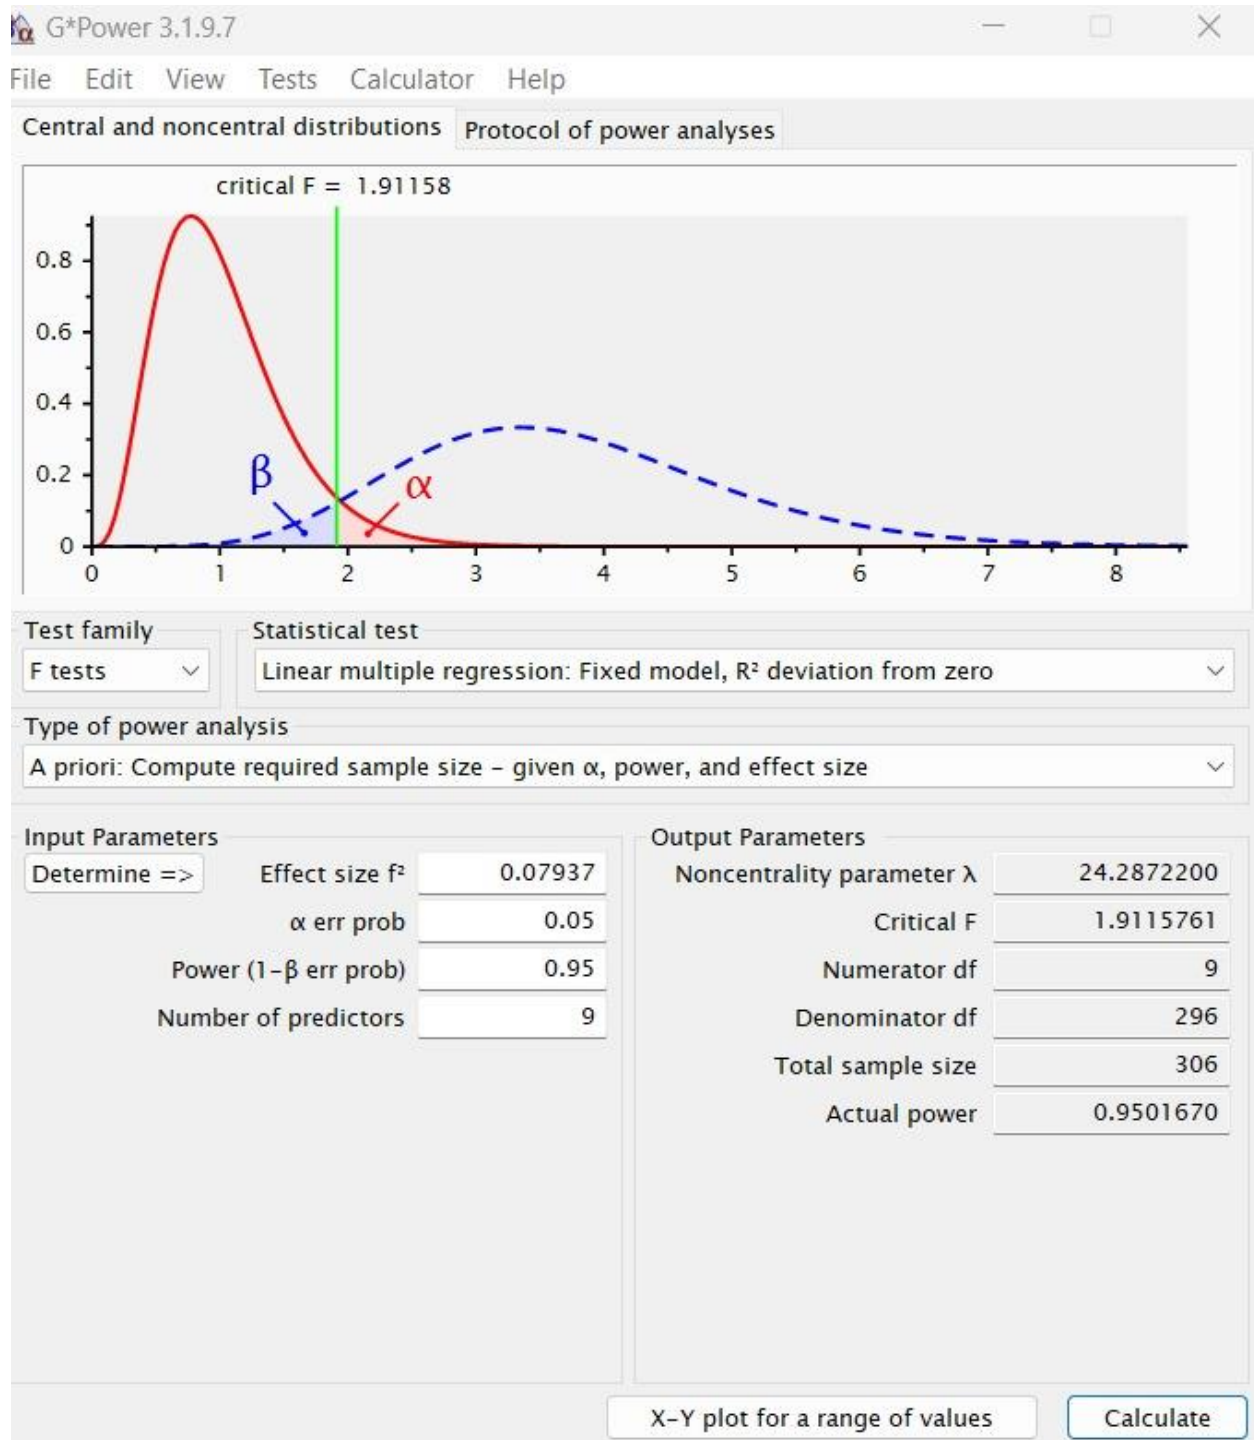 G*Power 3.1.9.7
File Edit View Tests Calculator Help
Central and noncentral distributions Protocol of power analyses
critical F = 1.91158
0.8
0.6
0.4
0.2
0
β
α
0 1 2 3 4 5 6 7 8
Test family Statistical test
F tests Linear multiple regression: Fixed model, R² deviation from zero
Type of power analysis
A priori: Compute required sample size – given α, power, and effect size
Input Parameters Output Parameters
Determine => Effect size f² 0.07937 Noncentrality parameter λ 24.2872200
α err prob 0.05 Critical F 1.9115761
Power (1-β err prob) 0.95 Numerator df 9
Number of predictors 9 Denominator df 296
Total sample size 306
Actual power 0.9501670
X-Y plot for a range of values Calculate